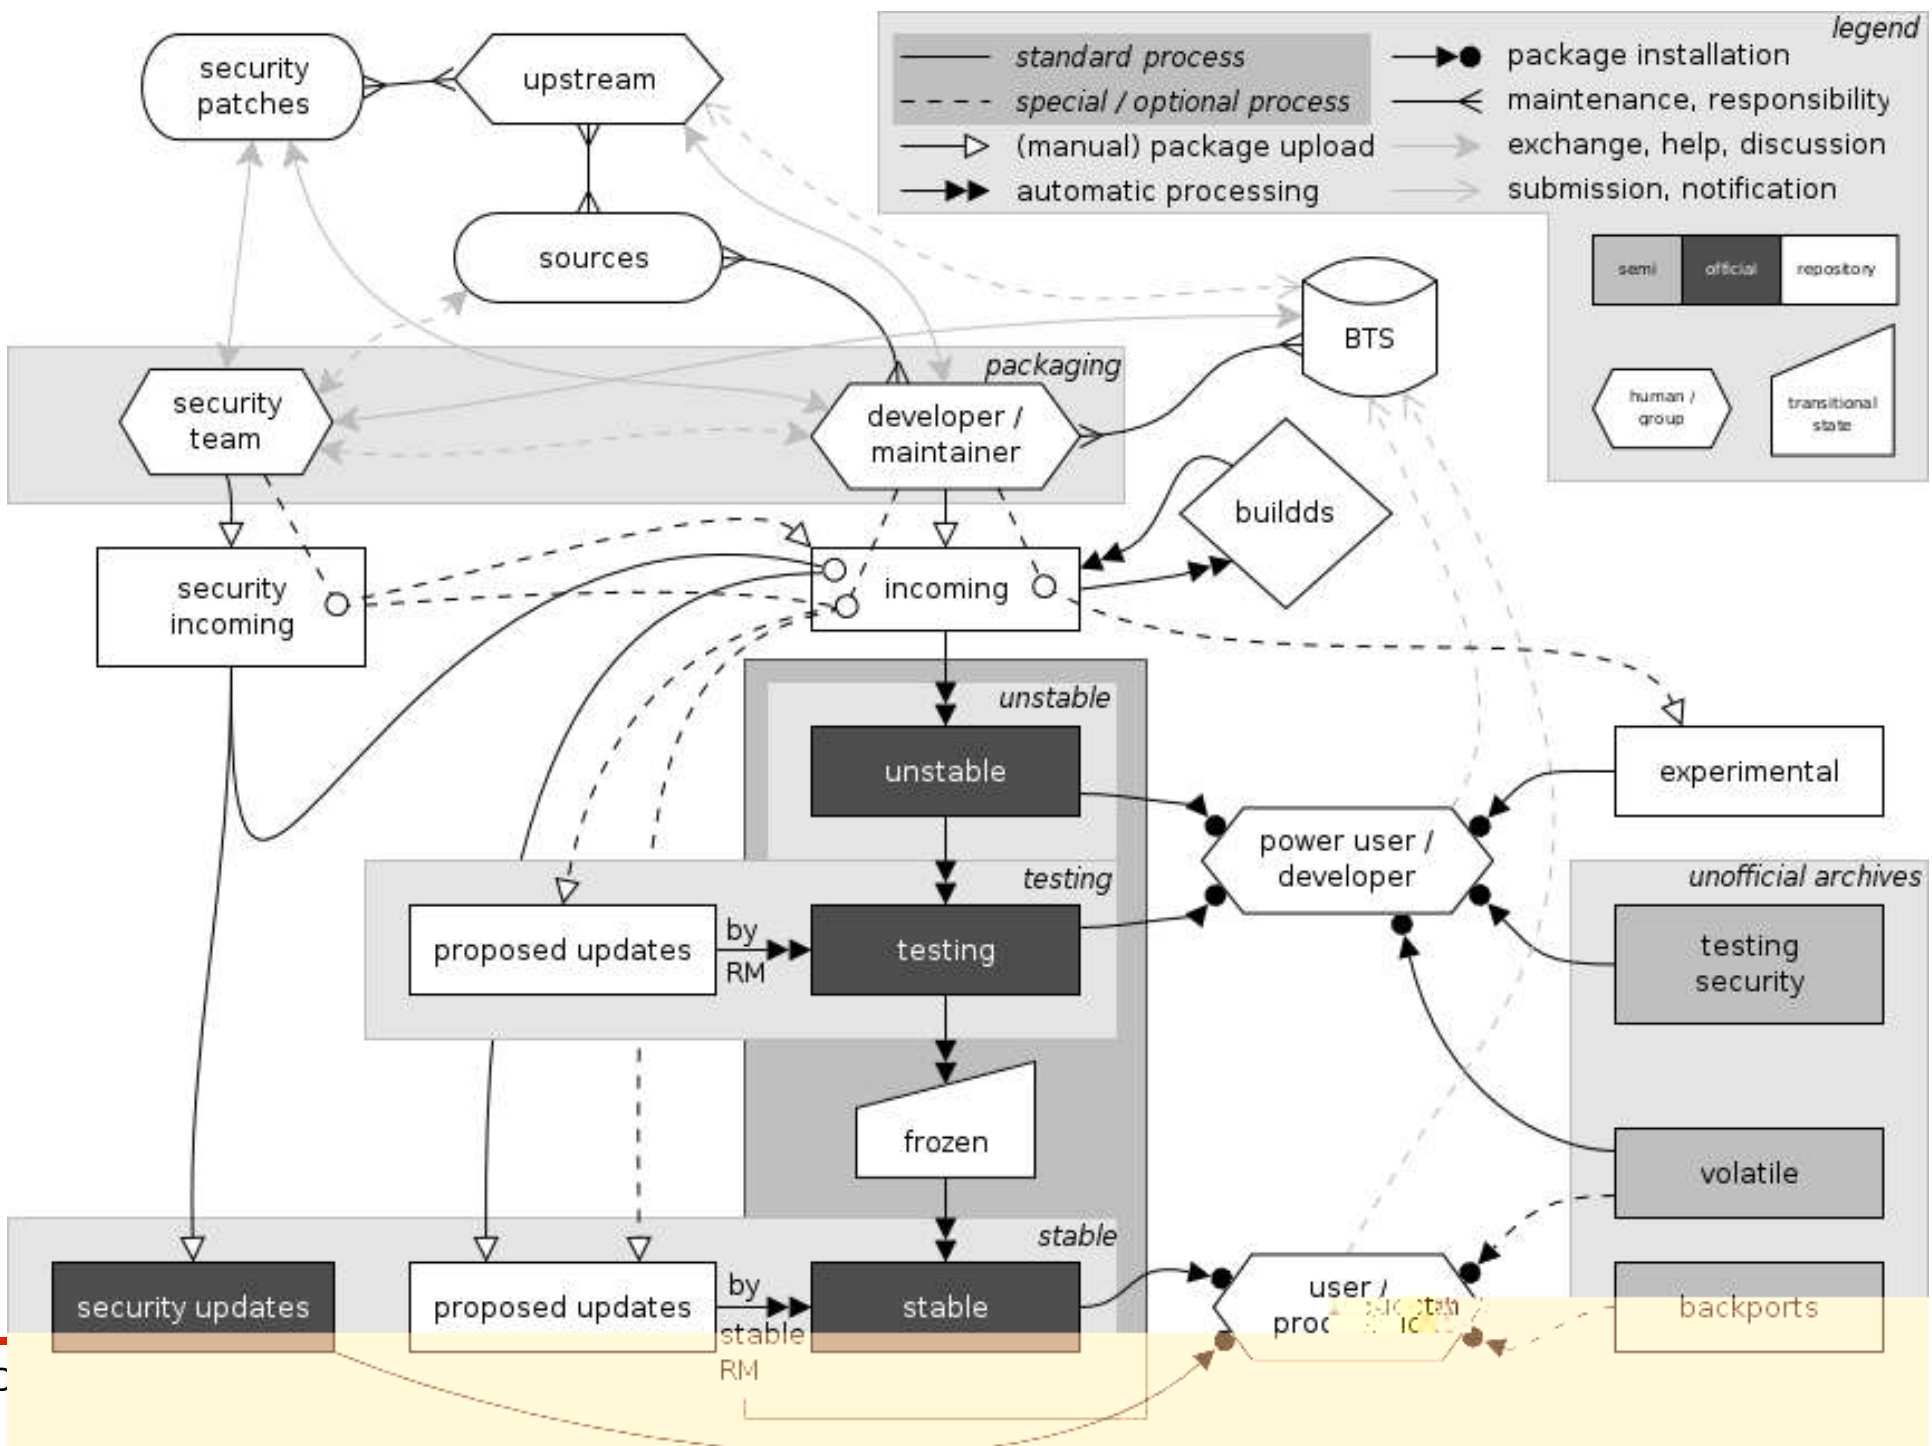 legend
standard process
special / optional process
(manual) package upload
automatic processing
package installation
maintenance, responsibility
exchange, help, discussion
submission, notification
semi
official
repository
human /
group
transitional
state
security
patches
upstream
sources
BTS
packaging
security
team
developer /
maintainer
buildds
security
incoming
incoming
unstable
unstable
experimental
power user /
developer
testing
proposed updates
by
RM
testing
unofficial archives
testing
security
frozen
volatile
stable
security updates
proposed updates
by
stable
RM
stable
user /
backports